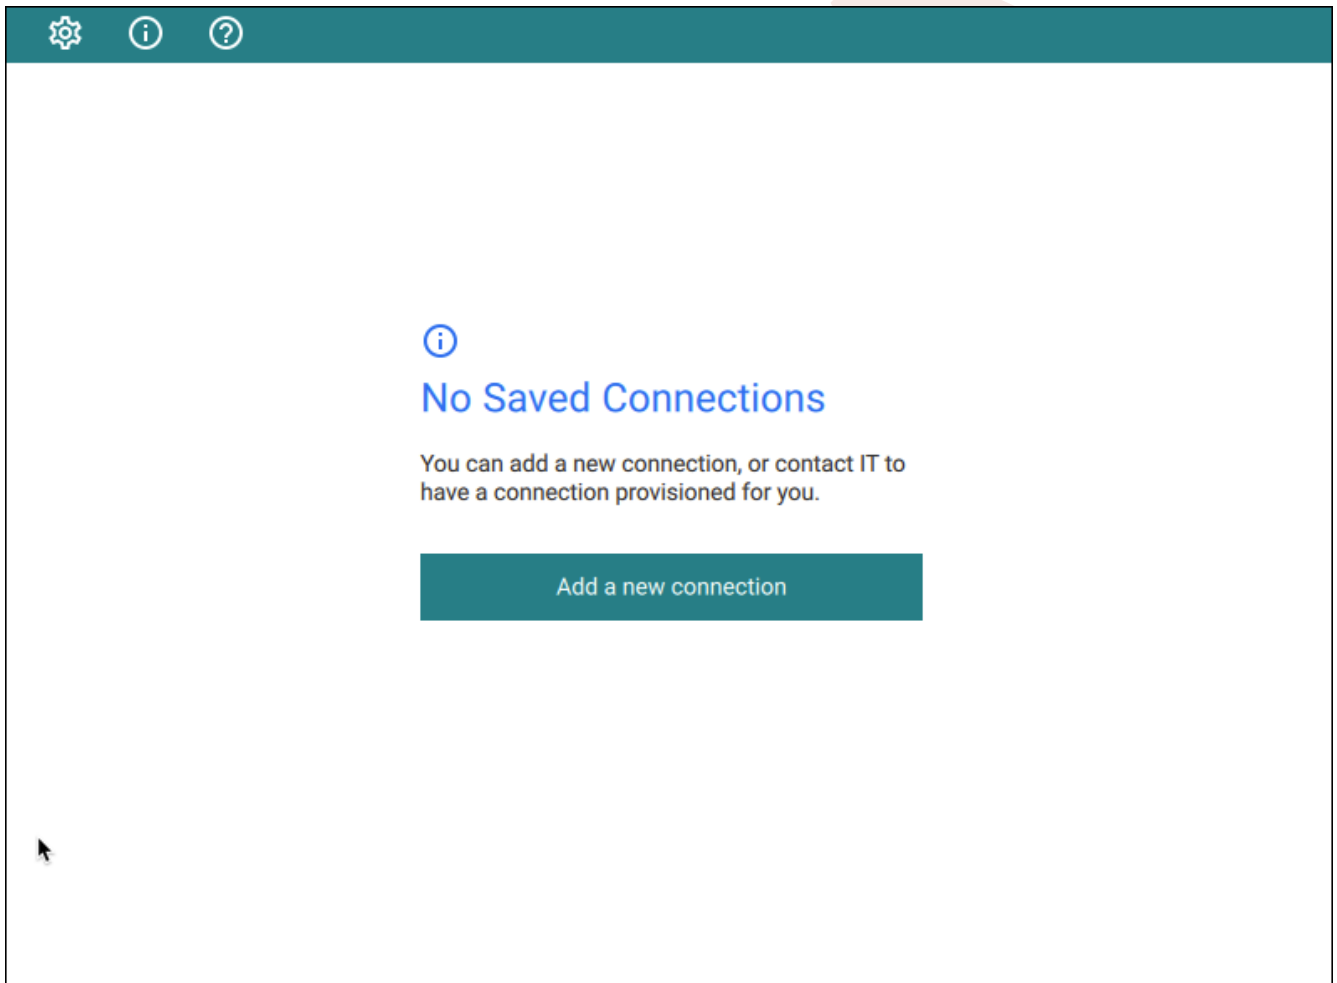 No Saved Connections
You can add a new connection, or contact IT to
have a connection provisioned for you.
Add a new connection